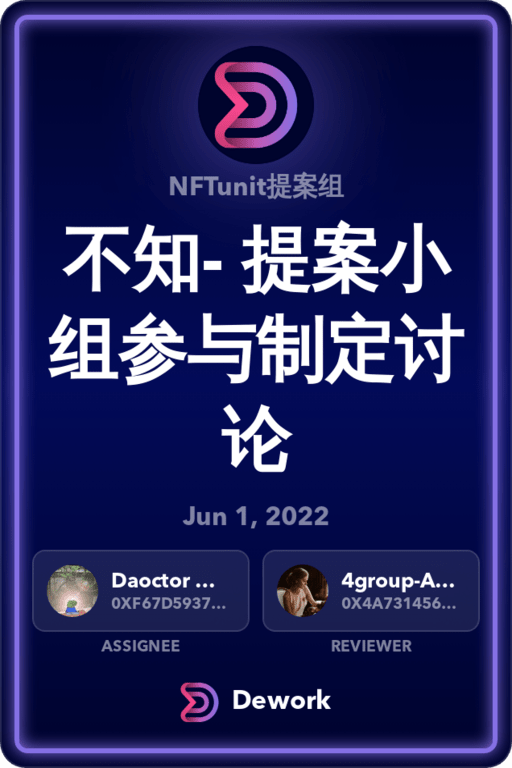 NFTunit提案组
不知- 提案小
组参与制定讨
论
Jun 1, 2022
Daoctor ...
0XF67D5937...
4group-A...
0X4A731456...
ASSIGNEE
REVIEWER
Dework